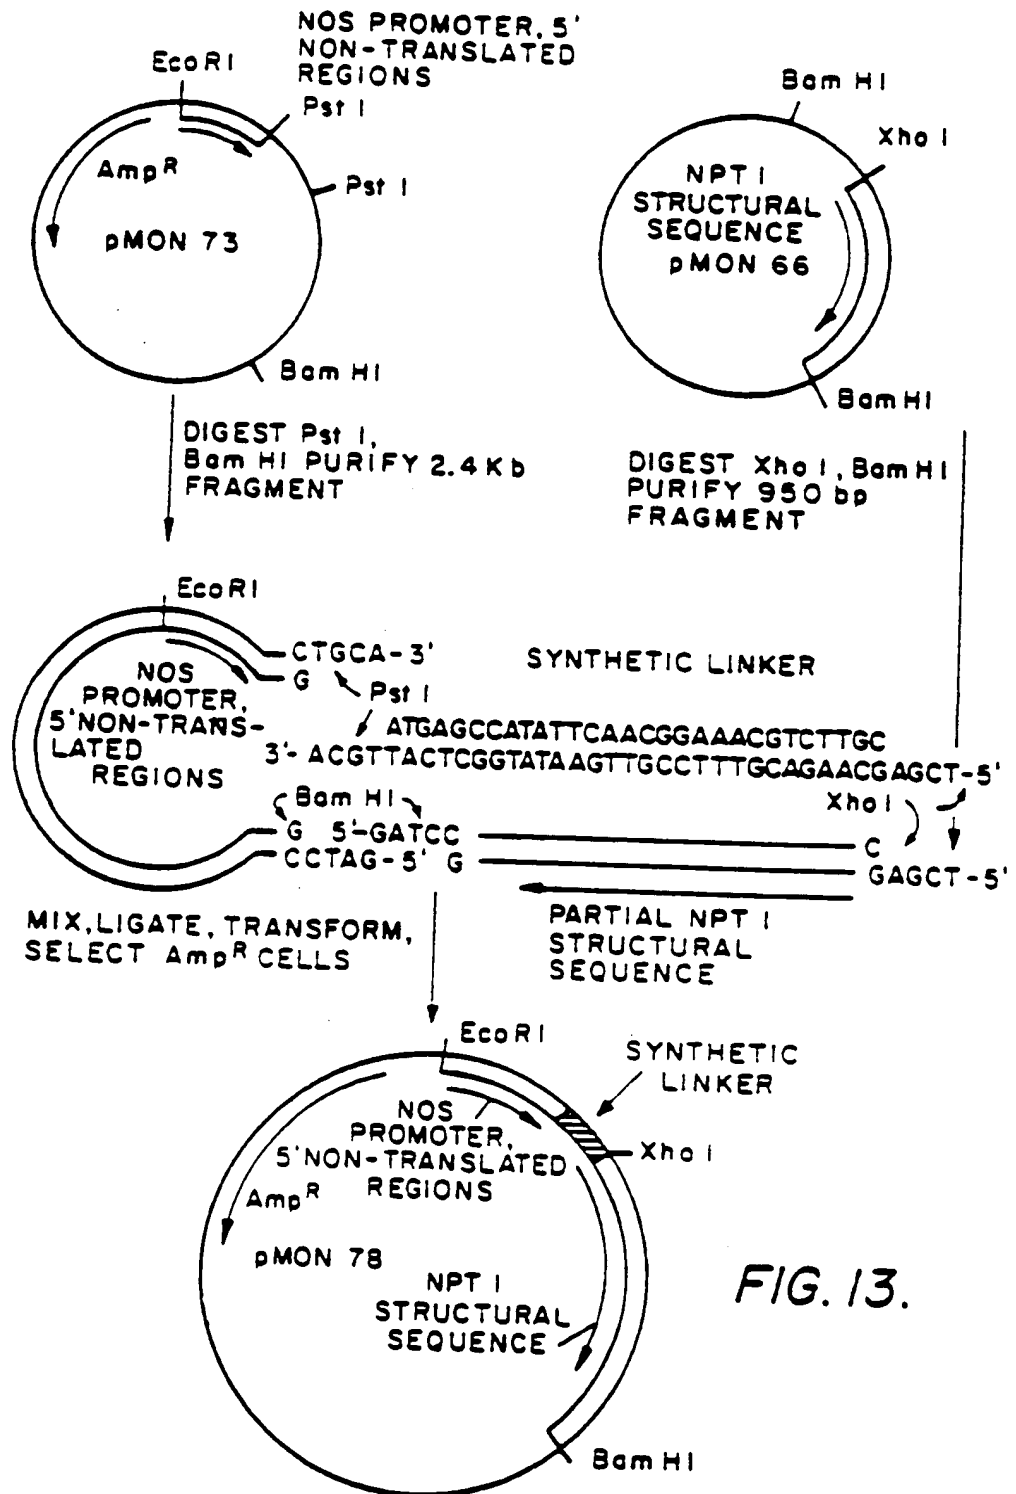 NOS PROMOTER, 5'
NON-TRANSLATED
REGIONS
EcoRI
Pst I
AmpR
Pst I
pMON 73
Bam HI
Bam HI
Xho I
NPT I
STRUCTURAL
SEQUENCE
pMON 66
Bam HI
DIGEST Pst I,
Bam HI PURIFY 2.4 Kb
FRAGMENT
DIGEST Xho I, Bam HI
PURIFY 950 bp
FRAGMENT
EcoRI
CTGCA-3'
G
Pst I
SYNTHETIC LINKER
NOS
PROMOTER,
5'NON-TRANS-
LATED
REGIONS
ATGAGCCATATTCAACGGAAACGTCTTGC
3'-ACGTTACTCGGTATAAGTTGCCTTTGCAGAACGAGCT-5'
Bam HI
Xho I
G 5'-GATCC
CCTAG-5' G
C
GAGCT-5'
MIX, LIGATE, TRANSFORM,
SELECT AmpR CELLS
PARTIAL NPT I
STRUCTURAL
SEQUENCE
EcoRI
SYNTHETIC
LINKER
NOS
PROMOTER,
5'NON-TRANSLATED
REGIONS
Xho I
AmpR
pMON 78
NPT I
STRUCTURAL
SEQUENCE
Bam HI
FIG. 13.